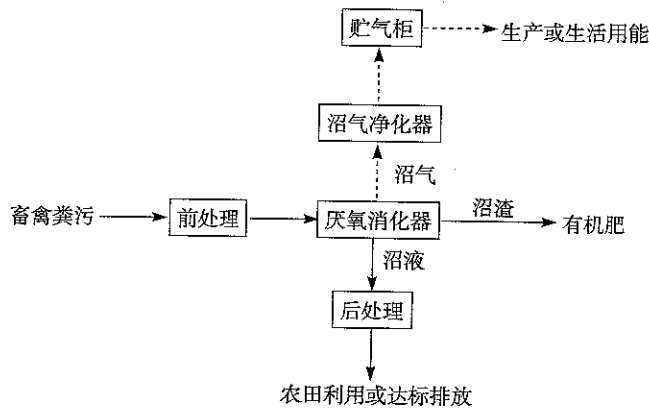 贮气柜
生产或生活用能
沼气净化器
沼气
畜禽粪污
前处理
厌氧消化器
沼渣
有机肥
沼液
后处理
农田利用或达标排放